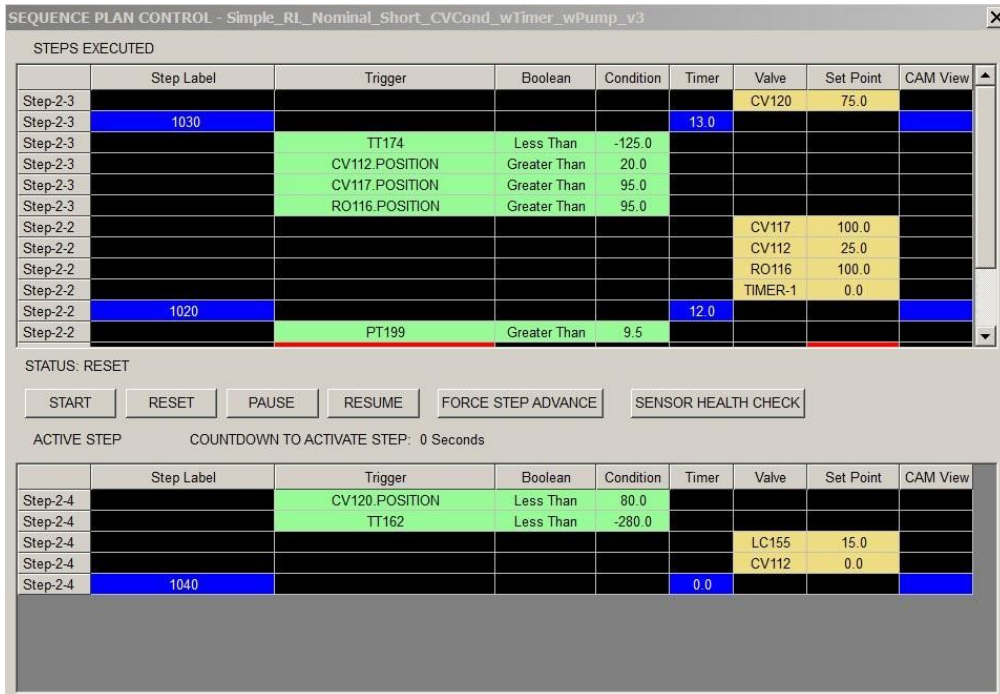 SEQUENCE PLAN CONTROL - Simple_RL_Nominal_Short_CVCond_wTimer_wPump_v3
STEPS EXECUTED
Step Label Trigger Boolean Condition Timer Valve Set Point CAM View
Step-2-3 CV120 75.0
Step-2-3 1030 13.0
Step-2-3 TT174 Less Than -125.0
Step-2-3 CV112.POSITION Greater Than 20.0
Step-2-3 CV117.POSITION Greater Than 95.0
Step-2-3 RO116.POSITION Greater Than 95.0
Step-2-2 CV117 100.0
Step-2-2 CV112 25.0
Step-2-2 RO116 100.0
Step-2-2 TIMER-1 0.0
Step-2-2 1020 12.0
Step-2-2 PT199 Greater Than 9.5
STATUS: RESET
START RESET PAUSE RESUME FORCE STEP ADVANCE SENSOR HEALTH CHECK
ACTIVE STEP COUNTDOWN TO ACTIVATE STEP: 0 Seconds
Step Label Trigger Boolean Condition Timer Valve Set Point CAM View
Step-2-4 CV120.POSITION Less Than 80.0
Step-2-4 TT162 Less Than -280.0
Step-2-4 LC155 15.0
Step-2-4 CV112 0.0
Step-2-4 1040 0.0